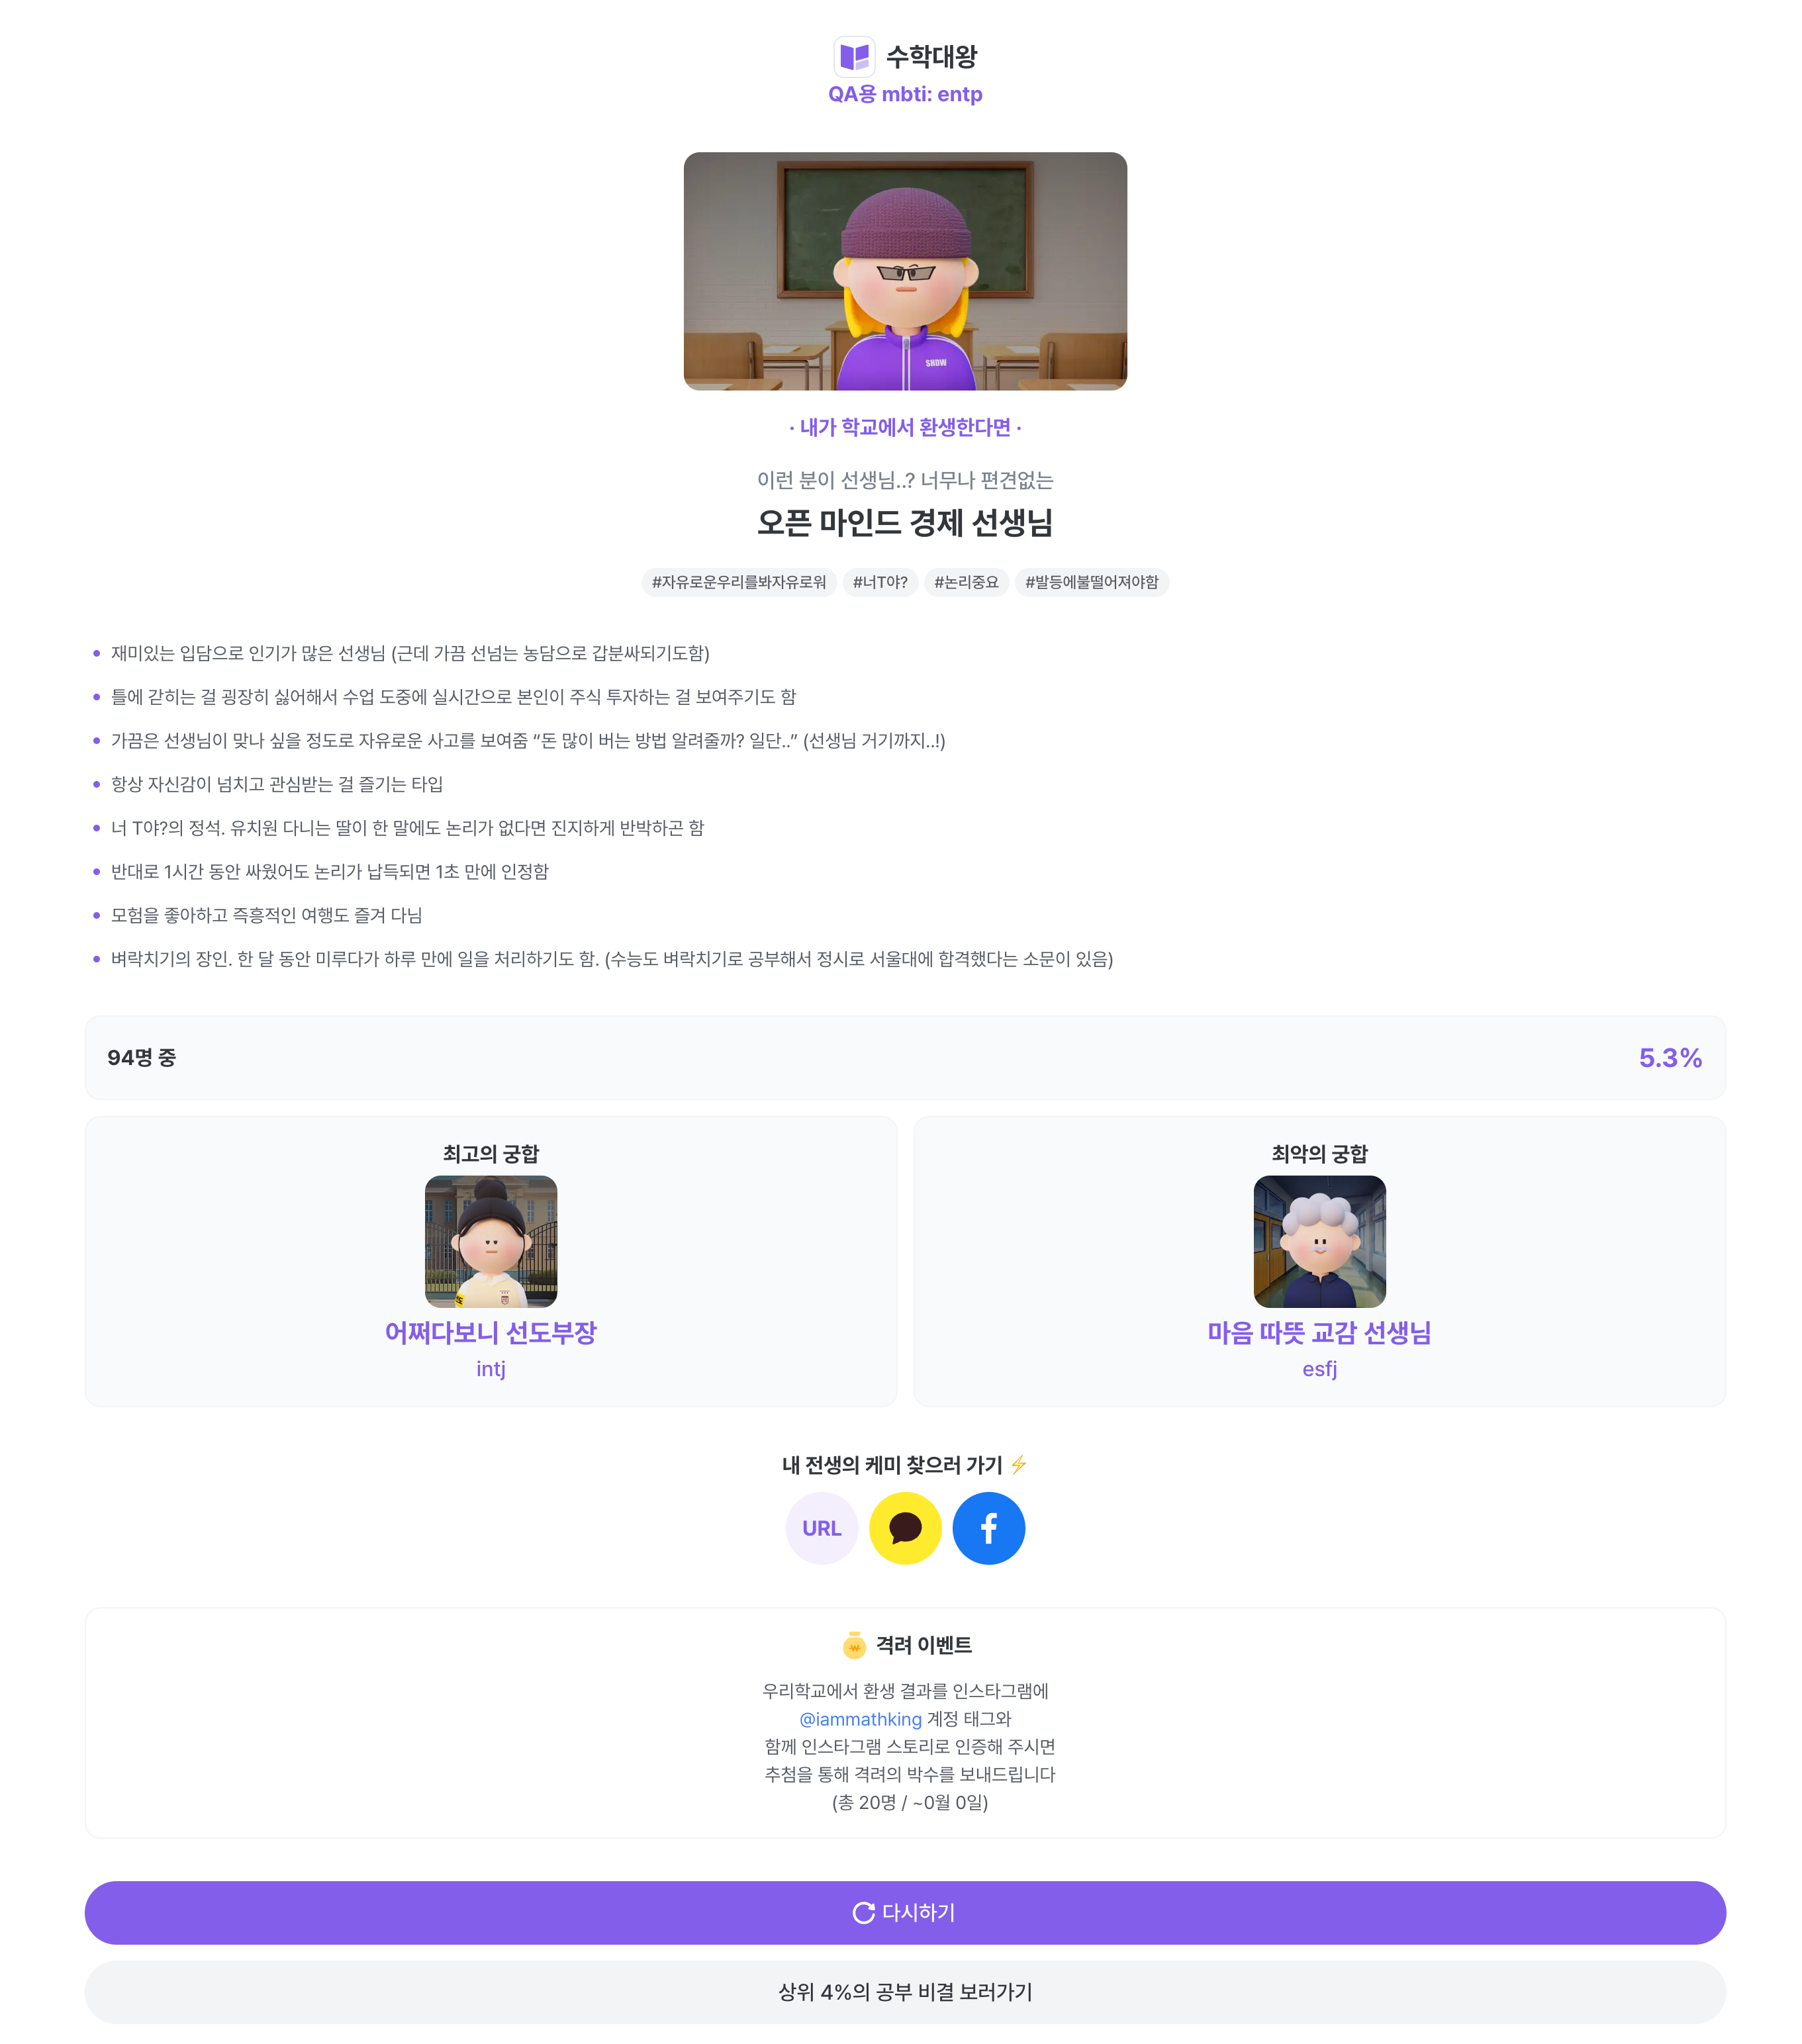 수학대왕
QA용 mbti: entp
SHOW
· 내가 학교에서 환생한다면 ·
이런 분이 선생님..? 너무나 편견없는
오픈 마인드 경제 선생님
#자유로운우리를봐자유로워 #너T야? #논리중요 #발등에불떨어져야함
재미있는 입담으로 인기가 많은 선생님 (근데 가끔 선넘는 농담으로 갑분싸되기도함)
틀에 갇히는 걸 굉장히 싫어해서 수업 도중에 실시간으로 본인이 주식 투자하는 걸 보여주기도 함
가끔은 선생님이 맞나 싶을 정도로 자유로운 사고를 보여줌 “돈 많이 버는 방법 알려줄까? 일단..” (선생님 거기까지..!)
항상 자신감이 넘치고 관심받는 걸 즐기는 타입
너 T야?의 정석. 유치원 다니는 딸이 한 말에도 논리가 없다면 진지하게 반박하곤 함
반대로 1시간 동안 싸웠어도 논리가 납득되면 1초 만에 인정함
모험을 좋아하고 즉흥적인 여행도 즐겨 다님
벼락치기의 장인. 한 달 동안 미루다가 하루 만에 일을 처리하기도 함. (수능도 벼락치기로 공부해서 정시로 서울대에 합격했다는 소문이 있음)
94명 중 5.3%
최고의 궁합
어쩌다보니 선도부장
intj
최악의 궁합
마음 따뜻 교감 선생님
esfj
내 전생의 케미 찾으러 가기 ⚡
URL
격려 이벤트
우리학교에서 환생 결과를 인스타그램에
@iammathking 계정 태그와
함께 인스타그램 스토리로 인증해 주시면
추첨을 통해 격려의 박수를 보내드립니다
(총 20명 / ~0월 0일)
다시하기
상위 4%의 공부 비결 보러가기